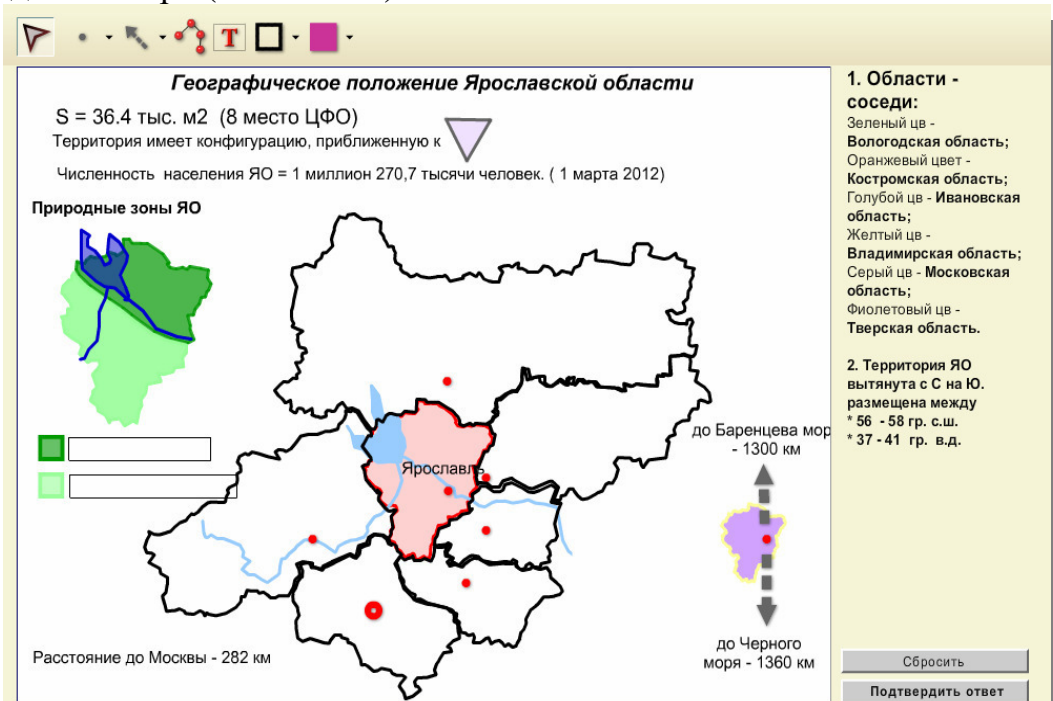 Т
Географическое положение Ярославской области
S = 36.4 тыс. м2 (8 место ЦФО)
Территория имеет конфигурацию, приближенную к
Численность населения ЯО = 1 миллион 270,7 тысячи человек. ( 1 марта 2012)
Природные зоны ЯО
Ярославль
до Баренцева мор
- 1300 км
до Черного
моря - 1360 км
Расстояние до Москвы - 282 км
1. Области -
соседи:
Зеленый цв -
Вологодская область;
Оранжевый цвет -
Костромская область;
Голубой цв - Ивановская
область;
Желтый цв -
Владимирская область;
Серый цв - Московская
область;
Фиолетовый цв -
Тверская область.
2. Территория ЯО
вытянута с С на Ю.
размещена между
* 56 - 58 гр. с.ш.
* 37 - 41 гр. в.д.
Сбросить
Подтвердить ответ